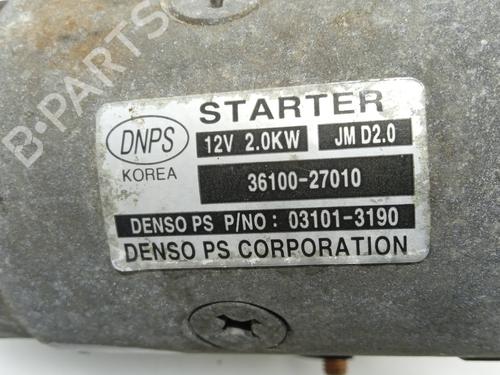 B-PARTS
STARTER
DNPS
12V 2.0KW JM D2.0
KOREA
36100-27010
DENSO PS P/NO: 03101-3190
DENSO PS CORPORATION